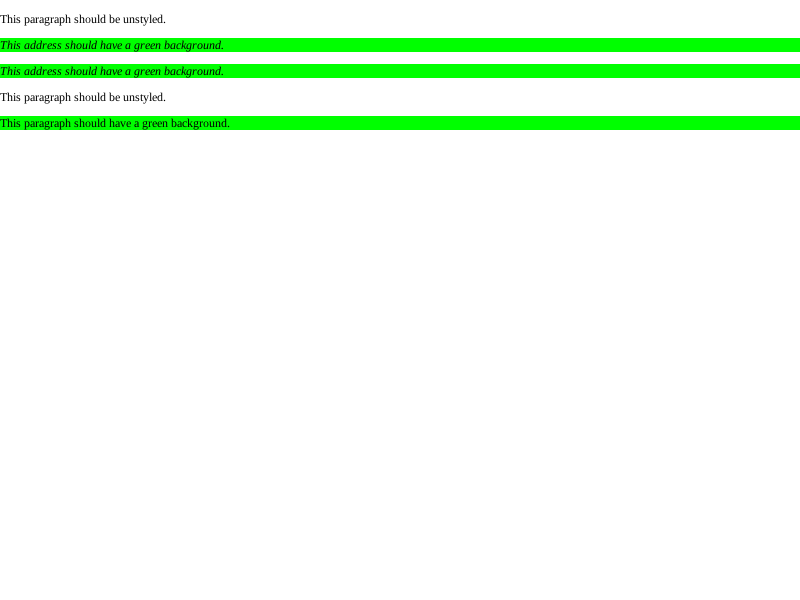 This paragraph should be unstyled.
This address should have a green background.
This address should have a green background.
This paragraph should be unstyled.
This paragraph should have a green background.